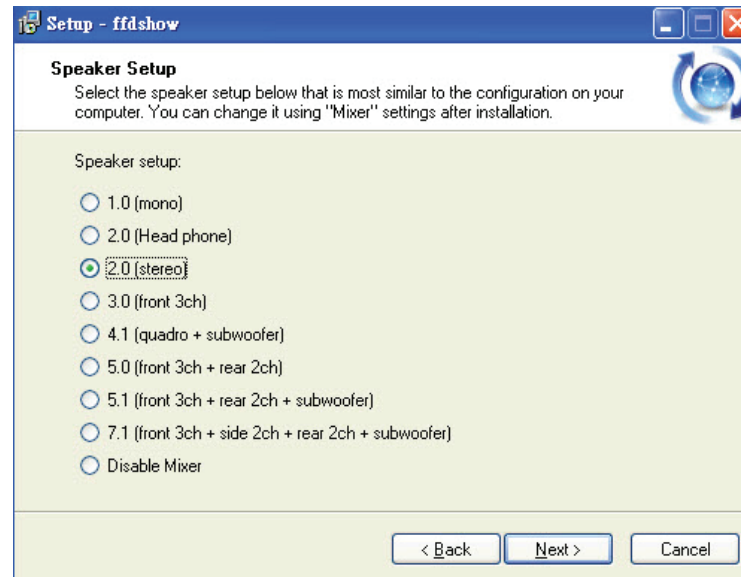 Setup - ffdshow
Speaker Setup
Select the speaker setup below that is most similar to the configuration on your
computer. You can change it using "Mixer" settings after installation.
Speaker setup:
1.0 (mono)
2.0 (Head phone)
2.0 (stereo)
3.0 (front 3ch)
4.1 (quadro + subwoofer)
5.0 (front 3ch + rear 2ch)
5.1 (front 3ch + rear 2ch + subwoofer)
7.1 (front 3ch + side 2ch + rear 2ch + subwoofer)
Disable Mixer
< Back Next > Cancel